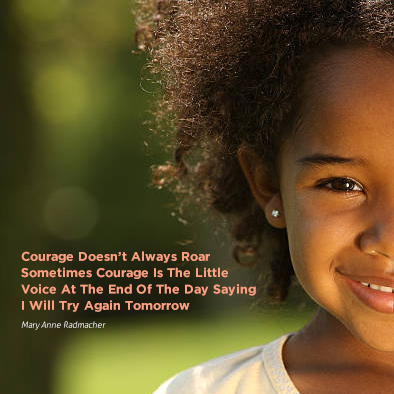 Courage Doesn't Always Roar
Sometimes Courage Is The Little
Voice At The End Of The Day Saying
I Will Try Again Tomorrow
Mary Anne Radmacher